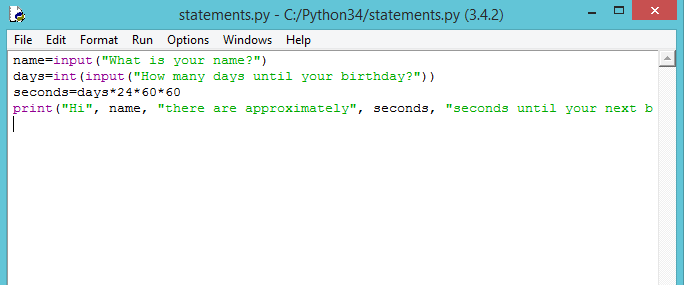 statements.py - C:/Python34/statements.py (3.4.2)
File Edit Format Run Options Windows Help
name=input("What is your name?")
days=int(input("How many days until your birthday?"))
seconds=days*24*60*60
print("Hi", name, "there are approximately", seconds, "seconds until your next b